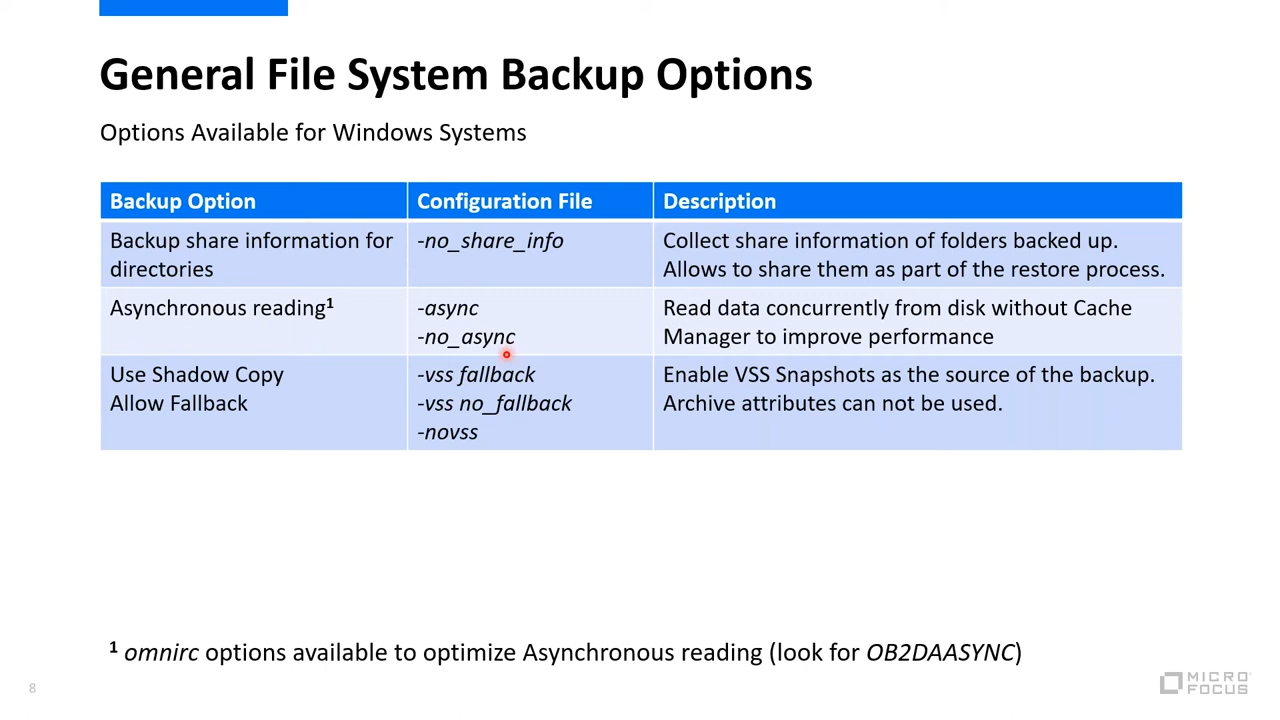 General File System Backup Options
Options Available for Windows Systems
Backup Option
Configuration File
Description
Backup share information for
directories
-no_share_info
Collect share information of folders backed up.
Allows to share them as part of the restore process.
Asynchronous reading¹
-async
-no_async
Read data concurrently from disk without Cache
Manager to improve performance
Use Shadow Copy
Allow Fallback
-vss fallback
-vss no_fallback
-novss
Enable VSS Snapshots as the source of the backup.
Archive attributes can not be used.
¹ omnirc options available to optimize Asynchronous reading (look for OB2DAASYNC)
8
MICRO
FOCUS